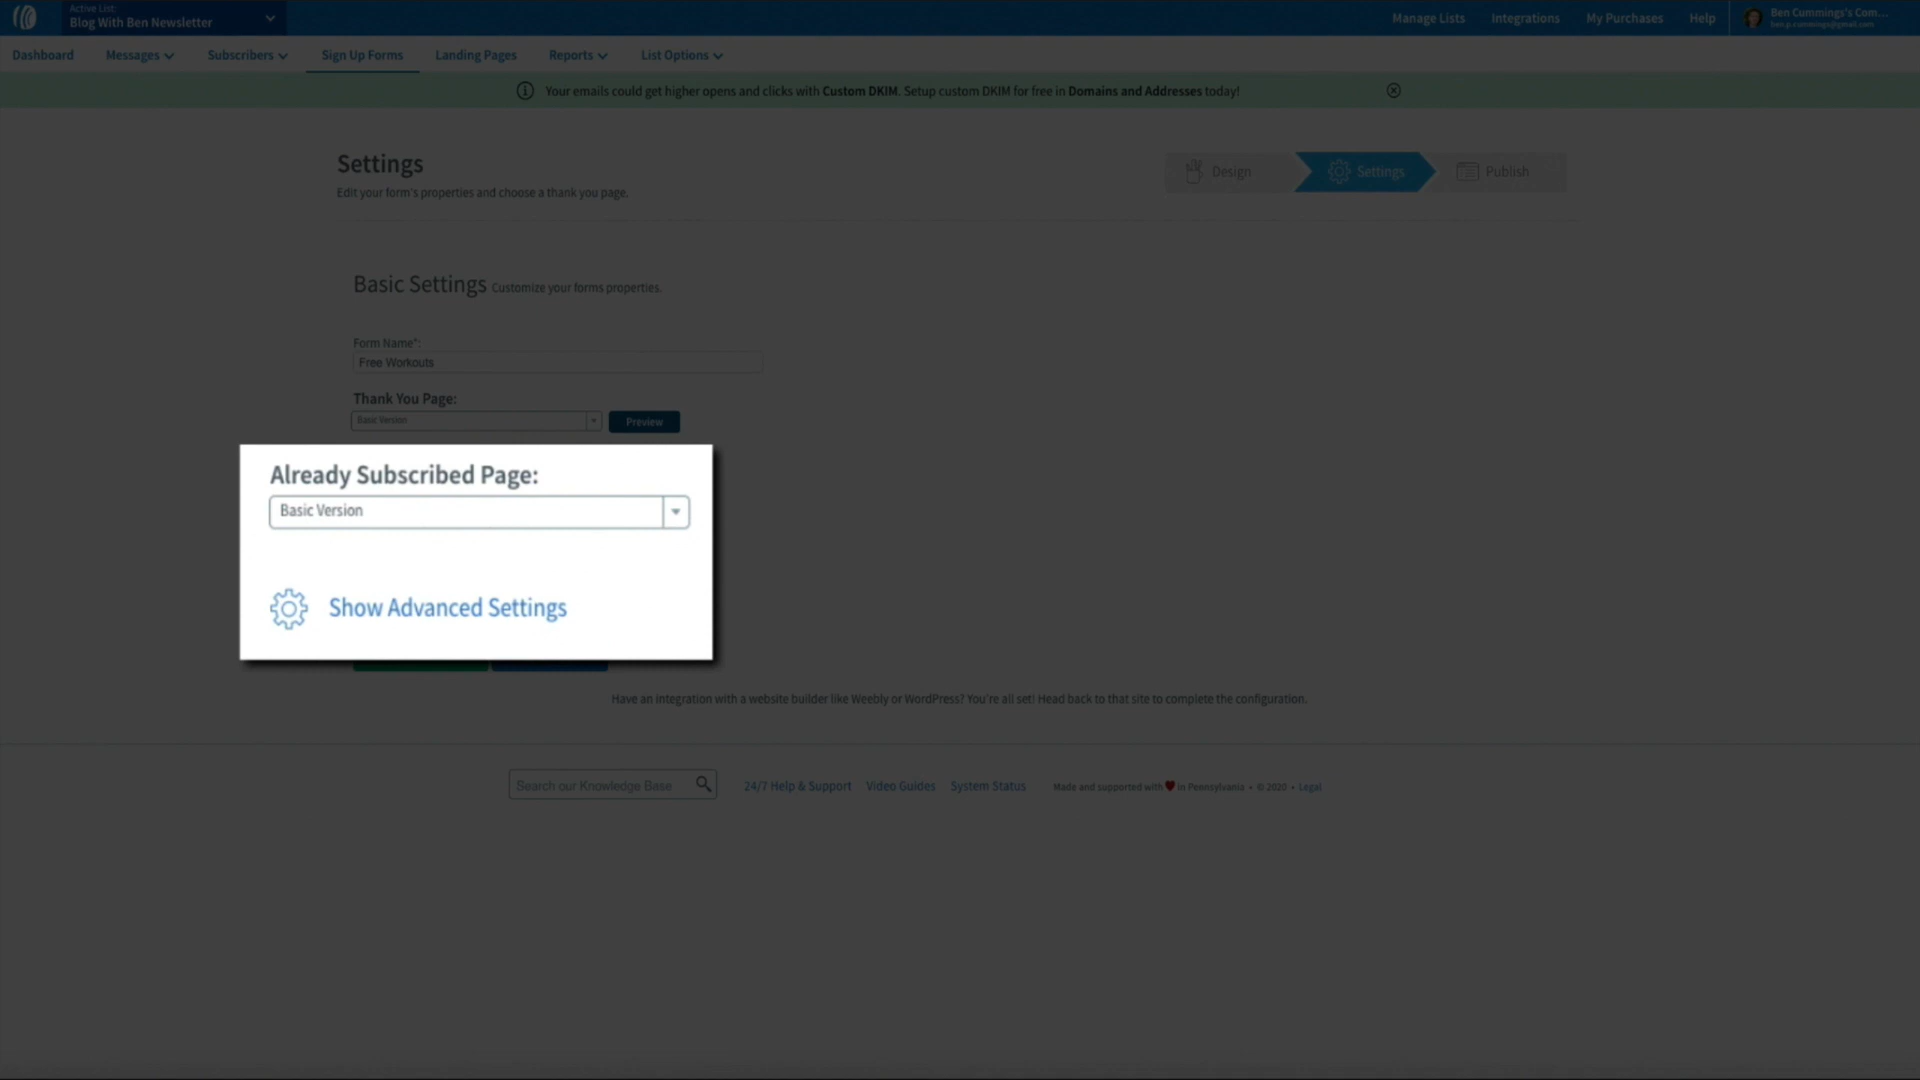 Active List:
Blog With Ben Newsletter
Manage Lists
Integrations
My Purchases
Help
Ben Cummings's Com...
ben.p.cummings@gmail.com
Dashboard
Messages
Subscribers
Sign Up Forms
Landing Pages
Reports
List Options
Your emails could get higher opens and clicks with Custom DKIM. Setup custom DKIM for free in Domains and Addresses today!
Settings
Edit your form's properties and choose a thank you page.
Design
Settings
Publish
Basic Settings Customize your forms properties.
Form Name*:
Free Workouts
Thank You Page:
Basic Version
Preview
Already Subscribed Page:
Basic Version
Show Advanced Settings
Have an integration with a website builder like Weebly or WordPress? You're all set! Head back to that site to complete the configuration.
Search our Knowledge Base
24/7 Help & Support
Video Guides
System Status
Made and supported with ♥ in Pennsylvania • © 2020 • Legal